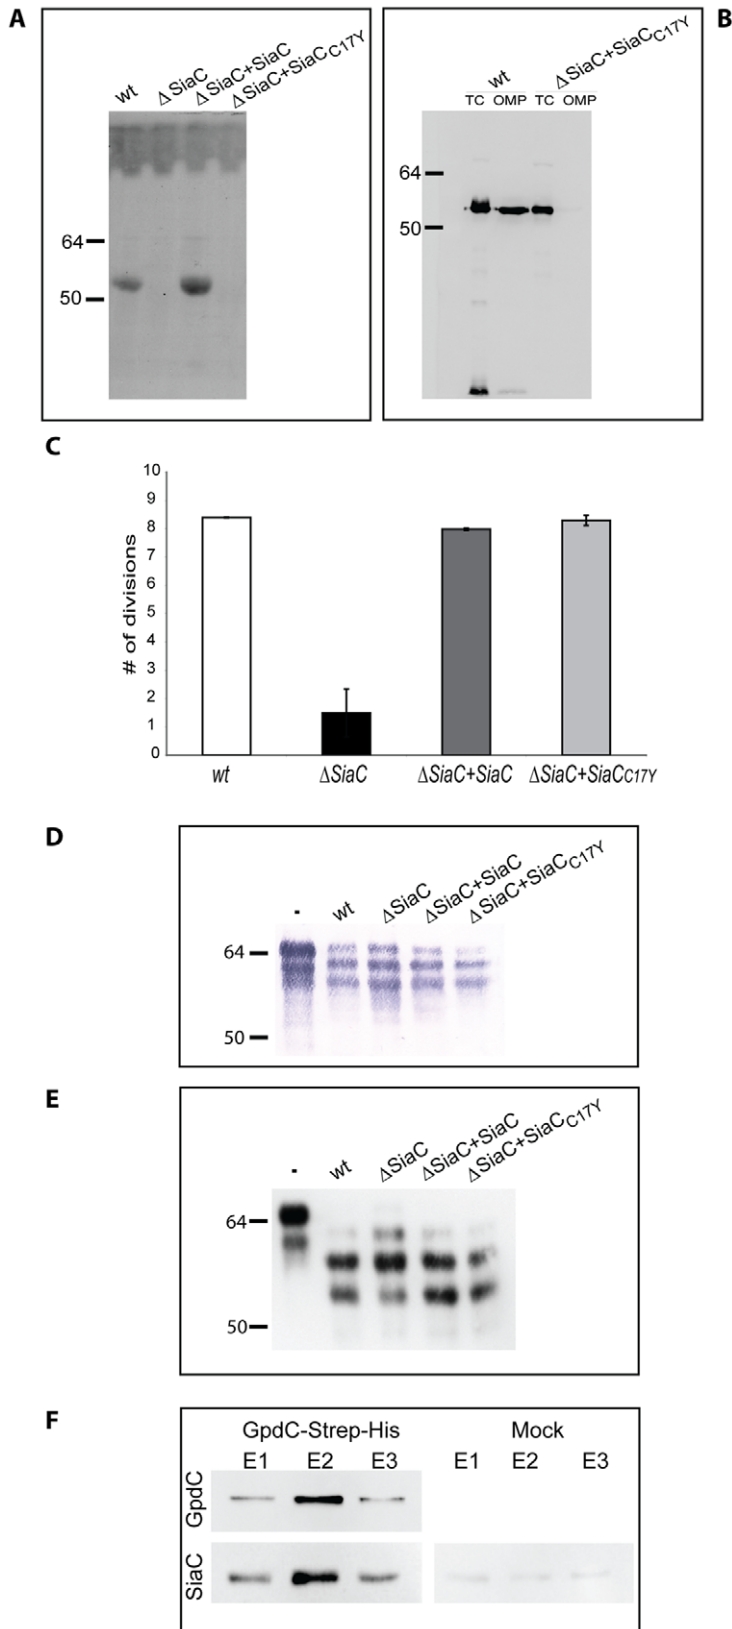 A
wt
ΔSiaC
ΔSiaC+SiaC
ΔSiaC+SiaCC17Y
64
50
B
wt
ΔSiaC+SiaCC17Y
TC OMP TC OMP
64
50
C
# of divisions
10
9
8
7
6
5
4
3
2
1
0
wt
ΔSiaC
ΔSiaC+SiaC
ΔSiaC+SiaCC17Y
D
-
wt
ΔSiaC
ΔSiaC+SiaC
ΔSiaC+SiaCC17Y
64
50
E
-
wt
ΔSiaC
ΔSiaC+SiaC
ΔSiaC+SiaCC17Y
64
50
F
GpdC-Strep-His Mock
E1 E2 E3 E1 E2 E3
GpdC
SiaC